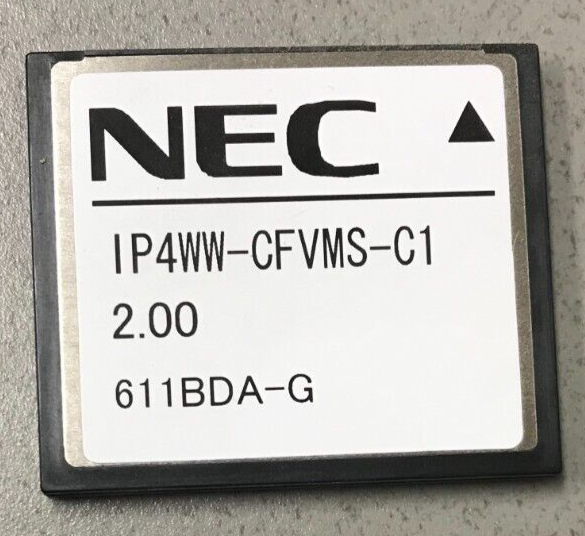 NEC ▲
IP4WW-CFVMS-C1
2.00
611BDA-G